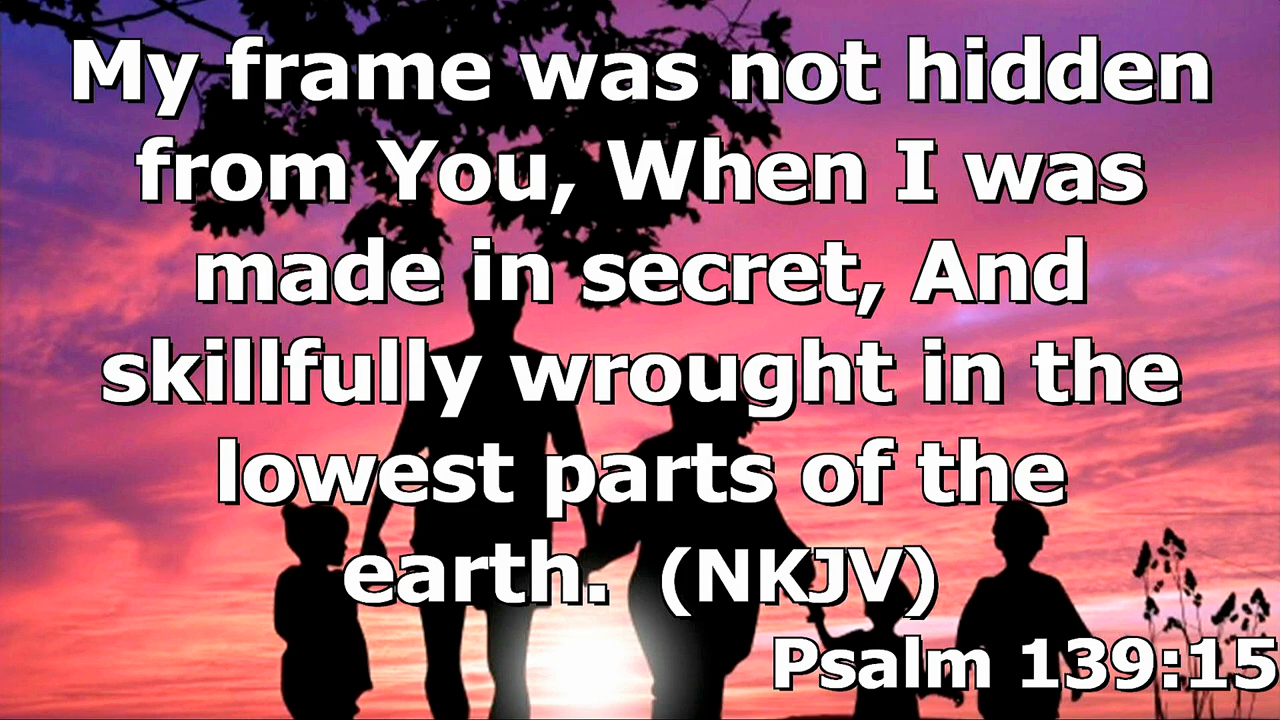 My frame was not hidden
from You, When I was
made in secret, And
skillfully wrought in the
lowest parts of the
earth. (NKJV)
Psalm 139:15